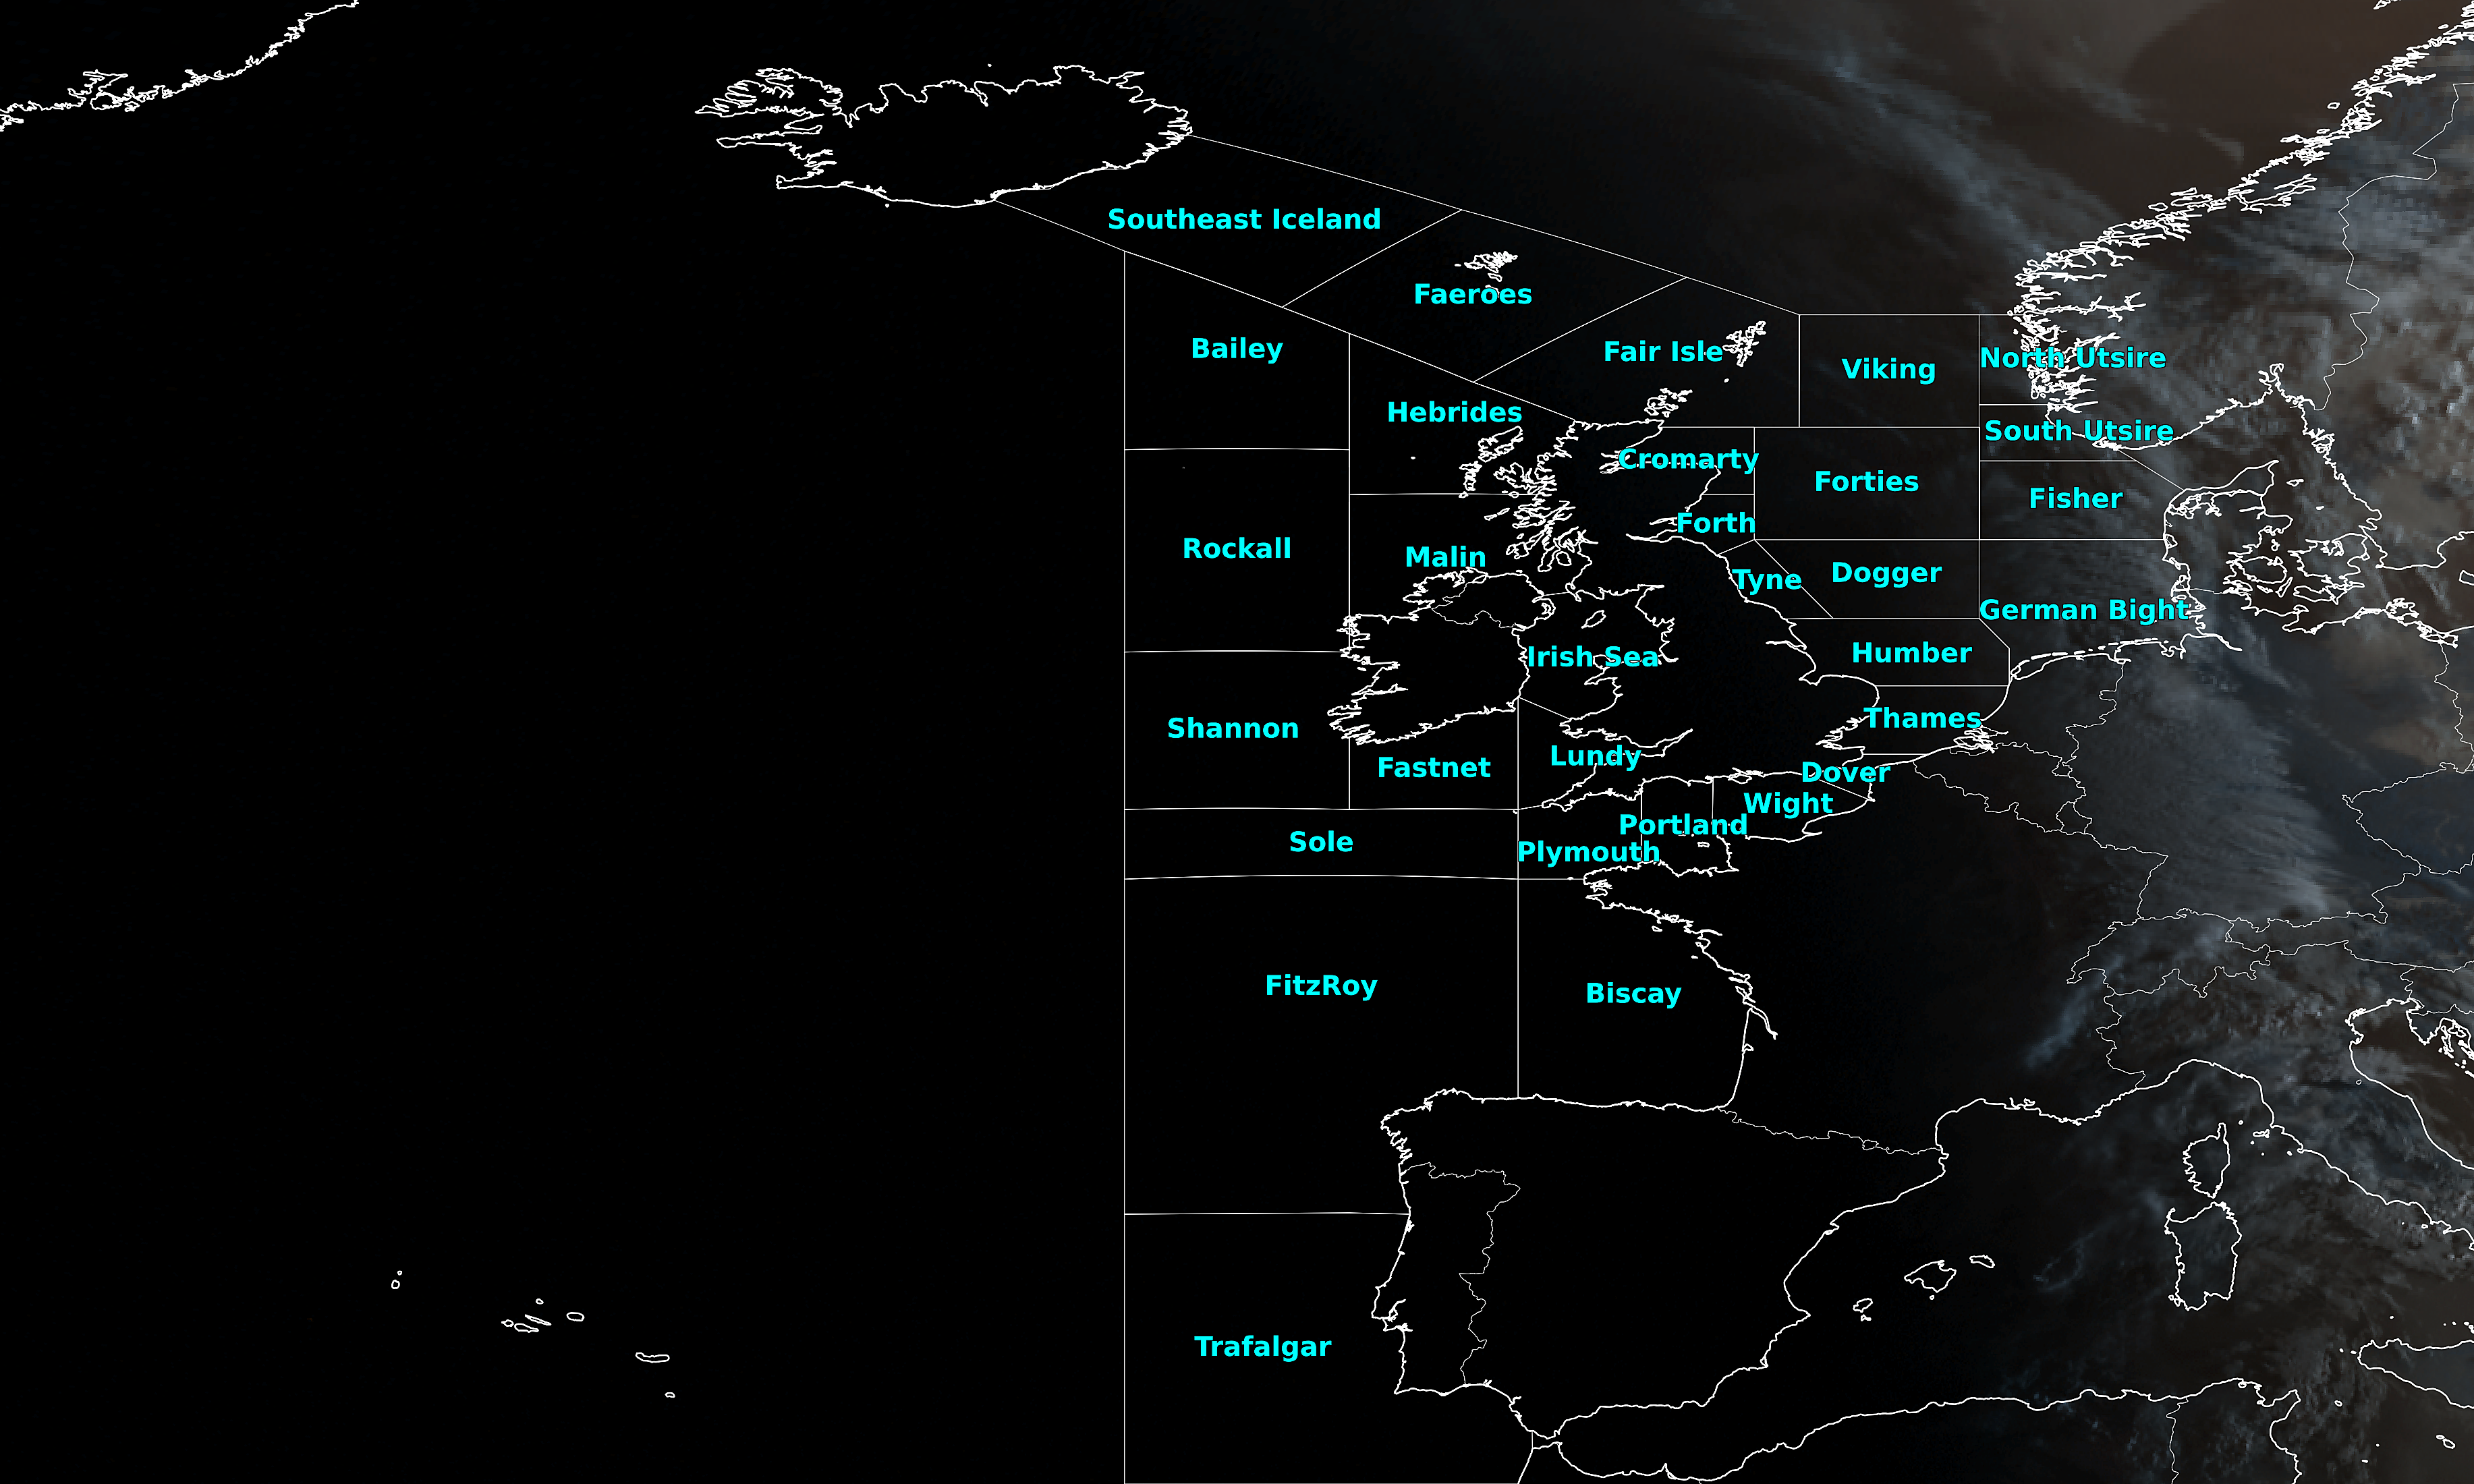 Southeast Iceland
Faeroes
Bailey
Fair Isle
Viking
North Utsire
Hebrides
South Utsire
Cromarty
Forties
Fisher
Forth
Rockall
Malin
Tyne
Dogger
German Bight
Irish Sea
Humber
Shannon
Thames
Fastnet
Lundy
Dover
Wight
Portland
Sole
Plymouth
FitzRoy
Biscay
Trafalgar